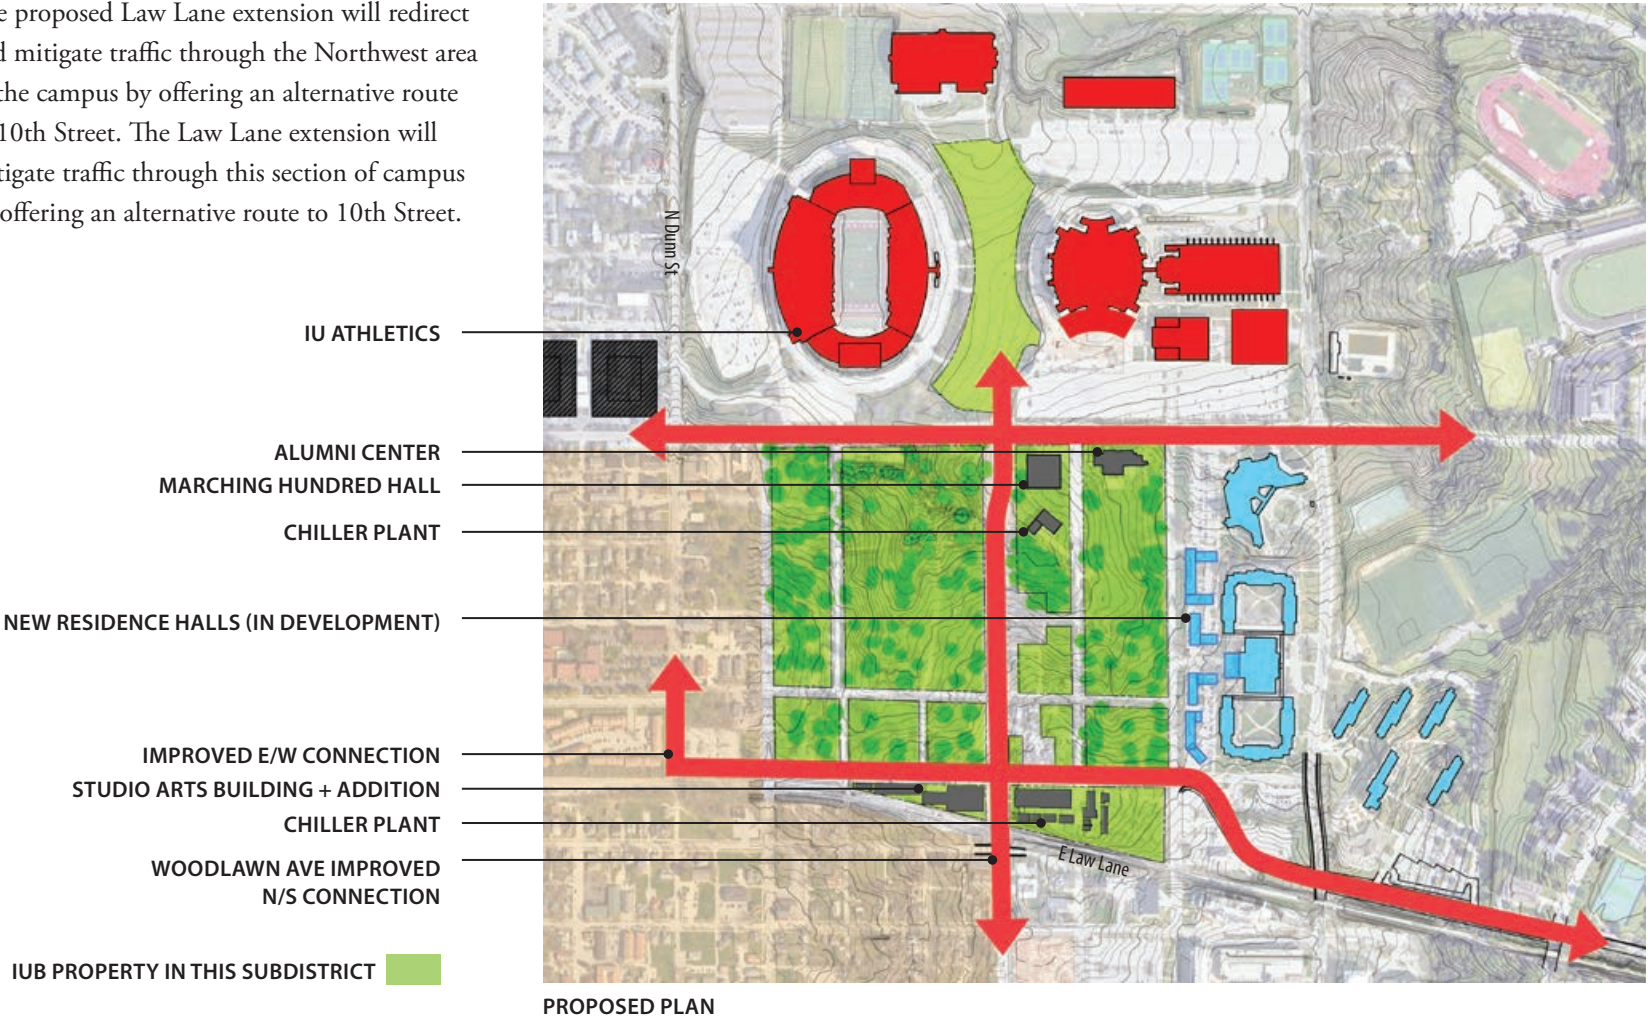 e proposed Law Lane extension will redirect
d mitigate traffic through the Northwest area
the campus by offering an alternative route
10th Street. The Law Lane extension will
tigate traffic through this section of campus
offering an alternative route to 10th Street.
N Dunn St
IU ATHLETICS
ALUMNI CENTER
MARCHING HUNDRED HALL
CHILLER PLANT
NEW RESIDENCE HALLS (IN DEVELOPMENT)
IMPROVED E/W CONNECTION
STUDIO ARTS BUILDING + ADDITION
CHILLER PLANT
WOODLAWN AVE IMPROVED
N/S CONNECTION
E Law Lane
IUB PROPERTY IN THIS SUBDISTRICT
PROPOSED PLAN